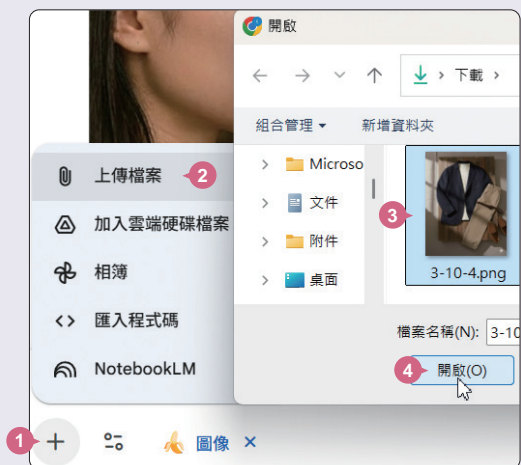 開啟
下載
組合管理
新增資料夾
上傳檔案
2
加入雲端硬碟檔案
相簿
匯入程式碼
NotebookLM
Microso
文件
附件
桌面
3
3-10-4.png
檔案名稱(N): 3-10
4
開啟(O)
1
圖像